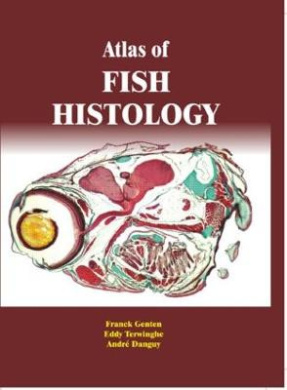 Atlas of
FISH
HISTOLOGY
Franck Genten
Eddy Terwinghe
André Danguy